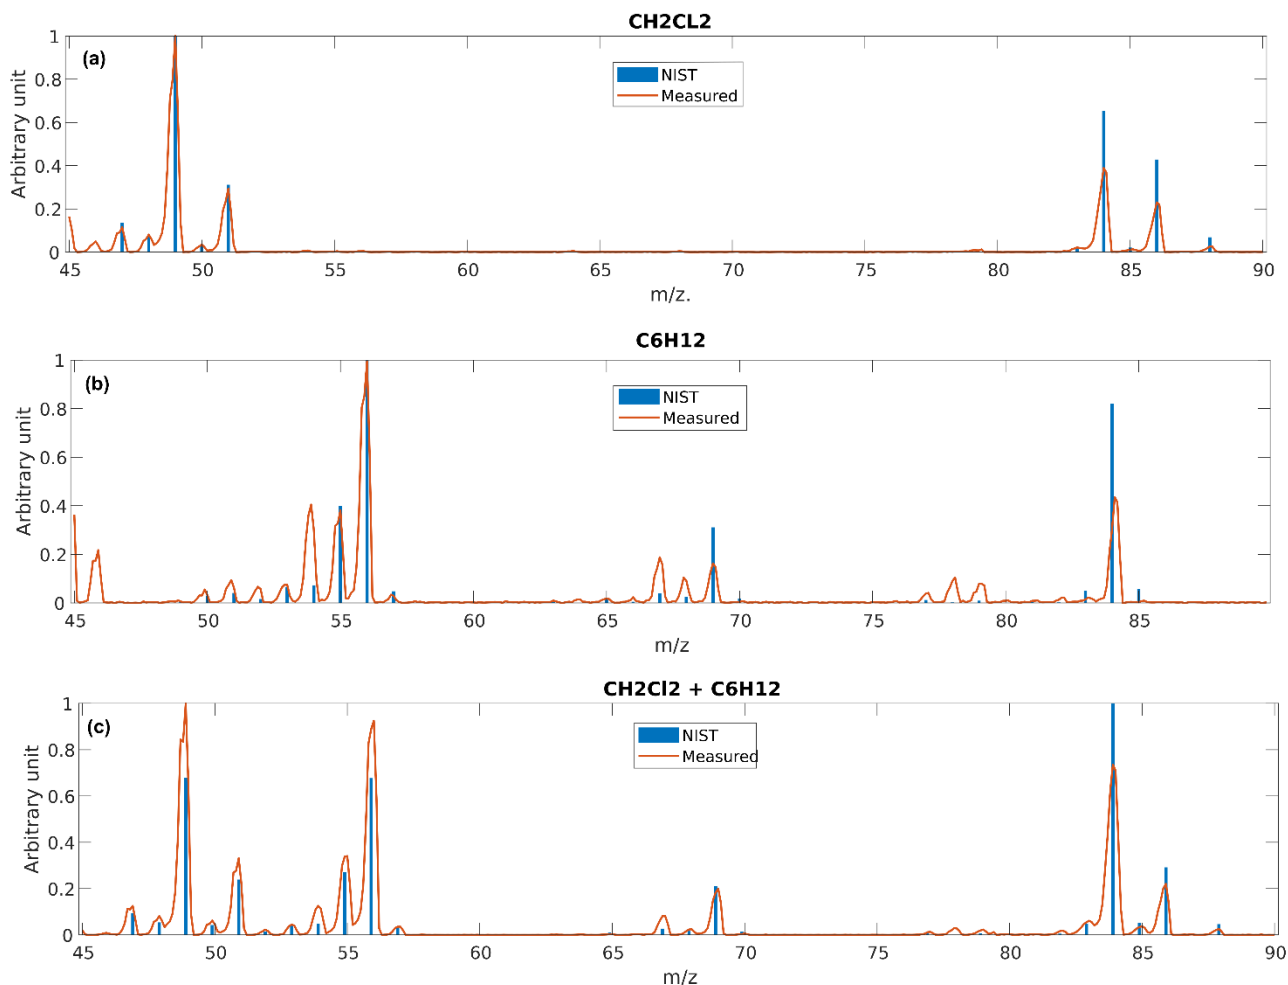 CH2CL2
(a)
Arbitrary unit
1
0.8
0.6
0.4
0.2
0
NIST
Measured
45 50 55 60 65 70 75 80 85 90
m/z.
C6H12
(b)
Arbitrary unit
1
0.8
0.6
0.4
0.2
0
NIST
Measured
45 50 55 60 65 70 75 80 85
m/z
CH2Cl2 + C6H12
(c)
Arbitrary unit
1
0.8
0.6
0.4
0.2
0
NIST
Measured
45 50 55 60 65 70 75 80 85 90
m/z